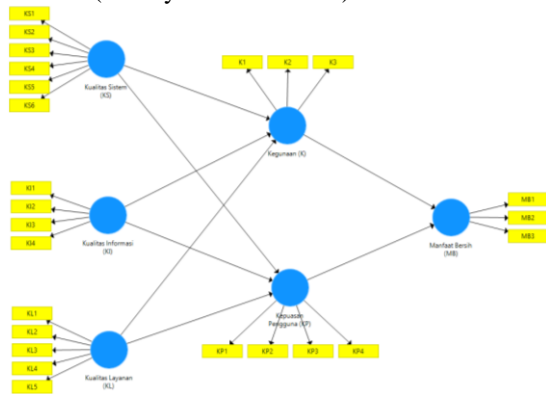 KS1
KS2
KS3
KS4
KS5
KS6
Kualitas Sistem
(KS)
K1
K2
K3
Kegunaan (K)
KI1
KI2
KI3
KI4
Kualitas Informasi
(KI)
MB1
MB2
MB3
Manfaat Bersih
(MB)
KL1
KL2
KL3
KL4
KL5
Kualitas Layanan
(KL)
Kepuasan
Pengguna (KP)
KP1
KP2
KP3
KP4